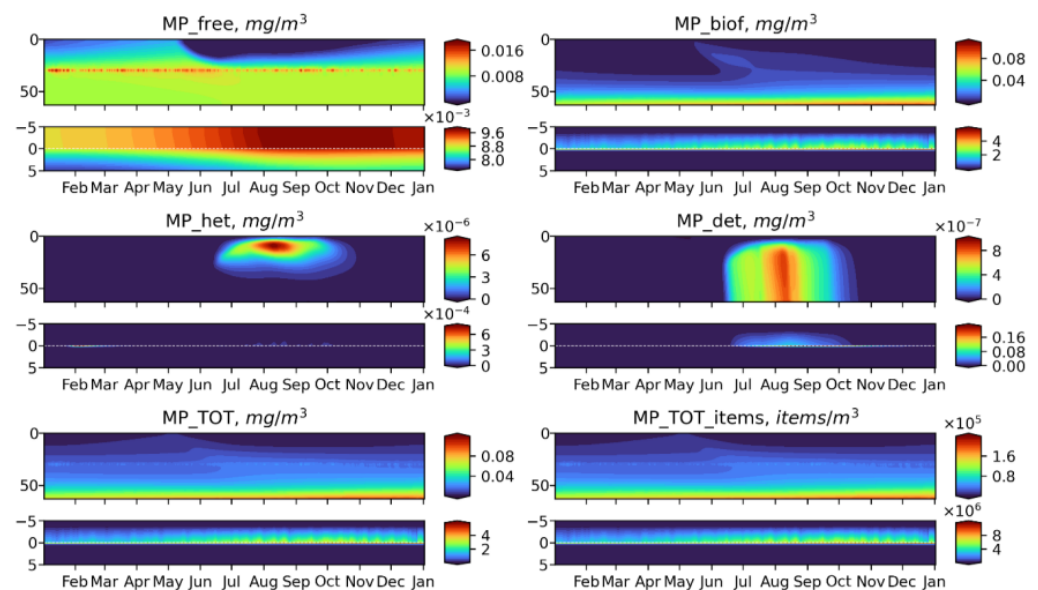 MP_free, mg/m³ MP_biof, mg/m³
0 0.016 0 0.08
0.008 0.04
50 50
×10⁻³
−5 9.6 −5 4
0 8.8 0 2
5 8.0 5
Feb Mar Apr May Jun Jul Aug Sep Oct Nov Dec Jan Feb Mar Apr May Jun Jul Aug Sep Oct Nov Dec Jan
MP_het, mg/m³ ×10⁻⁶ MP_det, mg/m³ ×10⁻⁷
0 6 0 8
3 4
50 0 50 0
×10⁻⁴
−5 6 −5 0.16
0 3 0 0.08
5 0 5 0.00
Feb Mar Apr May Jun Jul Aug Sep Oct Nov Dec Jan Feb Mar Apr May Jun Jul Aug Sep Oct Nov Dec Jan
MP_TOT, mg/m³ MP_TOT_items, items/m³ ×10⁵
0 0.08 0 1.6
0.04 0.8
50 50
×10⁶
−5 4 −5 8
0 2 0 4
5 5
Feb Mar Apr May Jun Jul Aug Sep Oct Nov Dec Jan Feb Mar Apr May Jun Jul Aug Sep Oct Nov Dec Jan